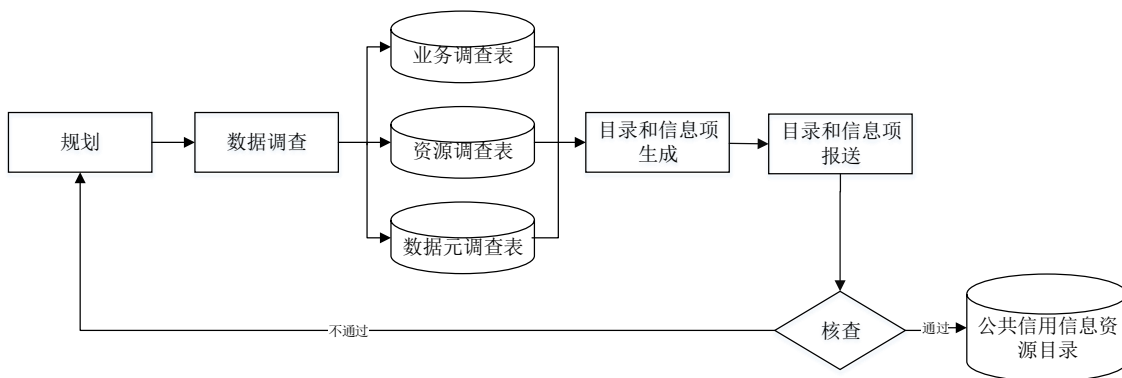 业务调查表
规划
数据调查
资源调查表
目录和信息项
生成
目录和信息项
报送
数据元调查表
不通过
核查
通过
公共信用信息资
源目录